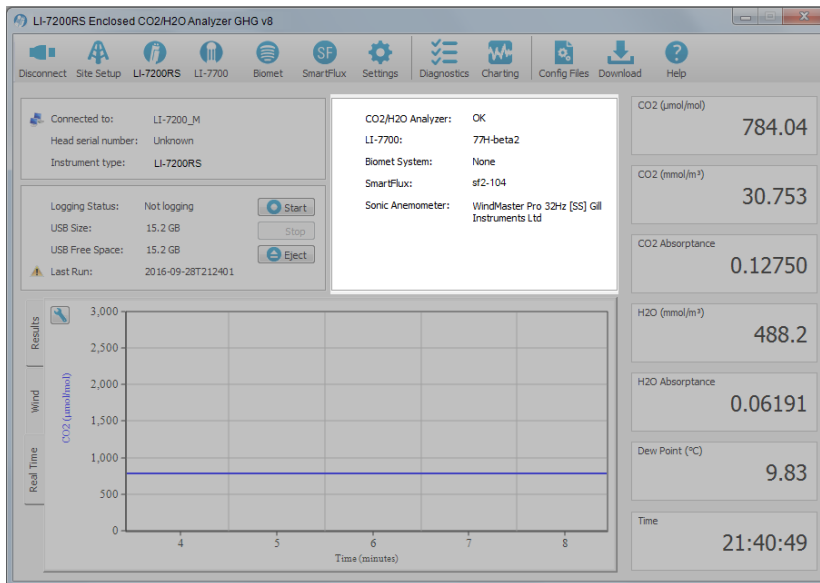 LI-7200RS Enclosed CO2/H2O Analyzer GHG v8
Disconnect Site Setup LI-7200RS LI-7700 Biomet SmartFlux Settings Diagnostics Charting Config Files Download Help
SF
Connected to: LI-7200_M
Head serial number: Unknown
Instrument type: LI-7200RS
CO2/H2O Analyzer: OK
LI-7700: 77H-beta2
Biomet System: None
SmartFlux: sf2-104
Sonic Anemometer: WindMaster Pro 32Hz [SS] Gill
Instruments Ltd
Logging Status: Not logging Start
USB Size: 15.2 GB Stop
USB Free Space: 15.2 GB Eject
Last Run: 2016-09-28T212401
CO2 (μmol/mol)
784.04
CO2 (mmol/m³)
30.753
CO2 Absorptance
0.12750
H2O (mmol/m³)
488.2
H2O Absorptance
0.06191
Dew Point (°C)
9.83
Time
21:40:49
Results
Wind
Real Time
CO2 (μmol/mol)
3,000
2,500
2,000
1,500
1,000
500
0
4 5 6 7 8
Time (minutes)